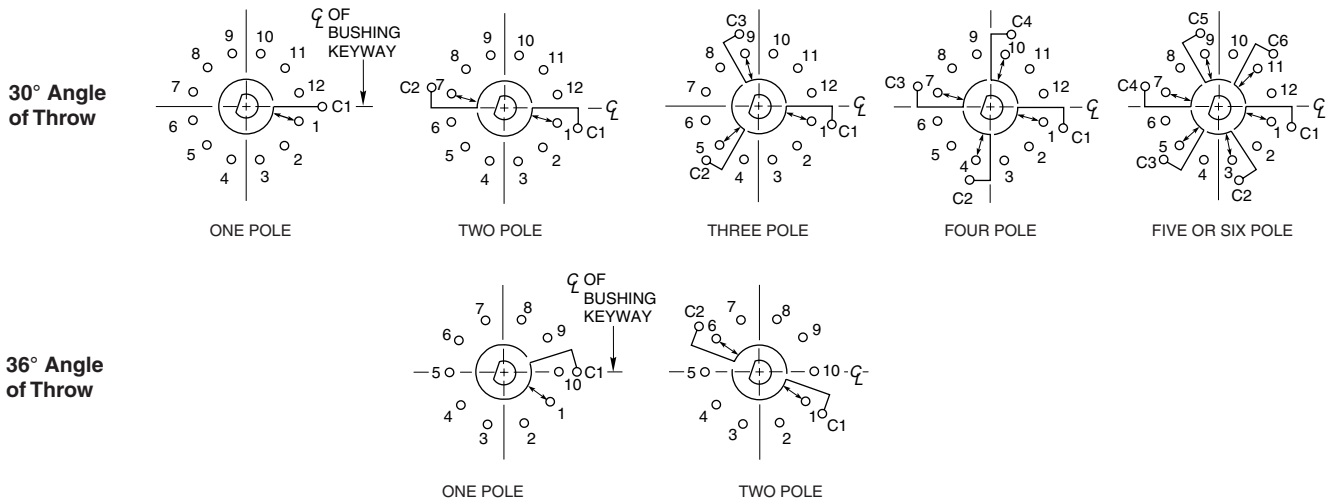 ℄ OF
BUSHING
KEYWAY
30° Angle
of Throw
9 10
8 11
7 12
6 C1
5 1
4 3 2
ONE POLE
9 10
8 11
C2 7 12
℄
6 1 C1
5 2
4 3
TWO POLE
C3
9 10
8 11
7 12
℄
6 1 C1
5 2
C2 4 3
THREE POLE
C4
9 10
8 11
C3 7 12
℄
6 1 C1
5 2
4 3
C2
FOUR POLE
C5
9 10 C6
8 11
C4 7 12
℄
6 1 C1
5 2
C3 4 3
C2
FIVE OR SIX POLE
℄ OF
BUSHING
KEYWAY
36° Angle
of Throw
7 8
6 9
5 10 C1
4 1
3 2
ONE POLE
7 8
C2 6 9
5 10 ℄
4 1 C1
3 2
TWO POLE